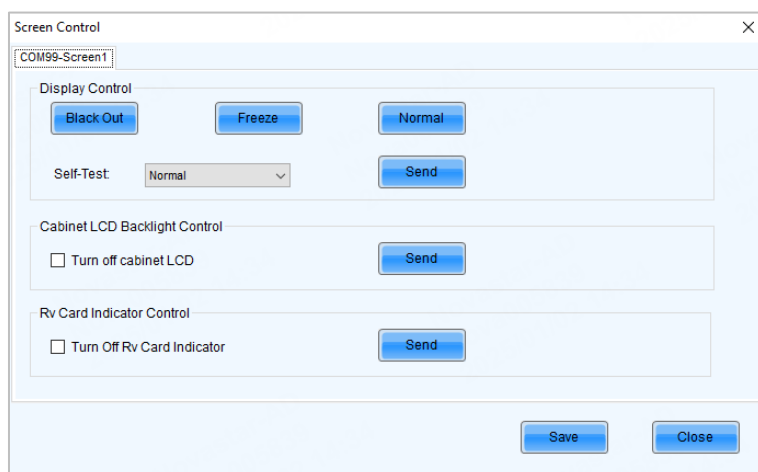 Screen Control
COM99-Screen1
Display Control
Black Out Freeze Normal
Self-Test: Normal Send
Cabinet LCD Backlight Control
Turn off cabinet LCD Send
Rv Card Indicator Control
Turn Off Rv Card Indicator Send
Save Close